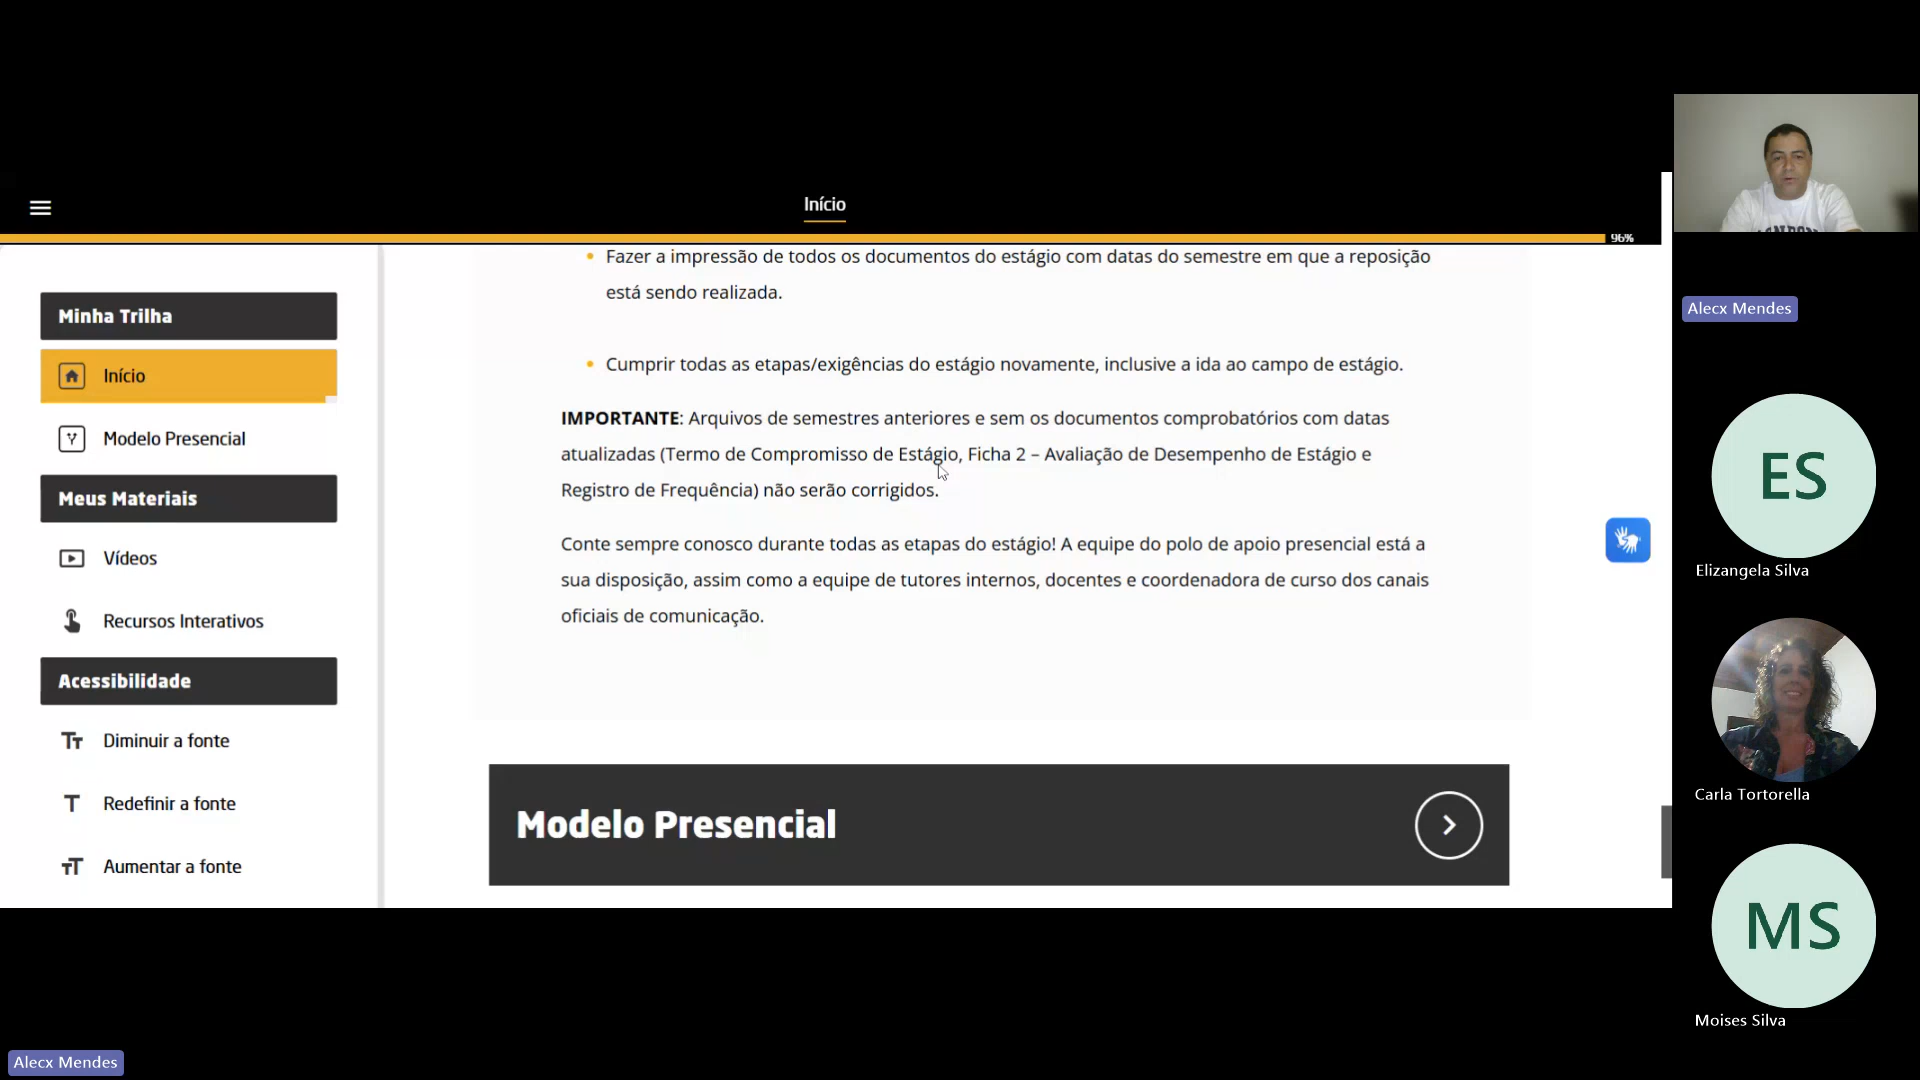 Início
96%
Minha Trilha
Início
Modelo Presencial
Meus Materiais
Vídeos
Recursos Interativos
Acessibilidade
Diminuir a fonte
Redefinir a fonte
Aumentar a fonte
Fazer a impressão de todos os documentos do estágio com datas do semestre em que a reposição
está sendo realizada.
Cumprir todas as etapas/exigências do estágio novamente, inclusive a ida ao campo de estágio.
IMPORTANTE: Arquivos de semestres anteriores e sem os documentos comprobatórios com datas
atualizadas (Termo de Compromisso de Estágio, Ficha 2 – Avaliação de Desempenho de Estágio e
Registro de Frequência) não serão corrigidos.
Conte sempre conosco durante todas as etapas do estágio! A equipe do polo de apoio presencial está a
sua disposição, assim como a equipe de tutores internos, docentes e coordenadora de curso dos canais
oficiais de comunicação.
Modelo Presencial
Alecx Mendes
ES
Elizangela Silva
Carla Tortorella
MS
Moises Silva
Alecx Mendes